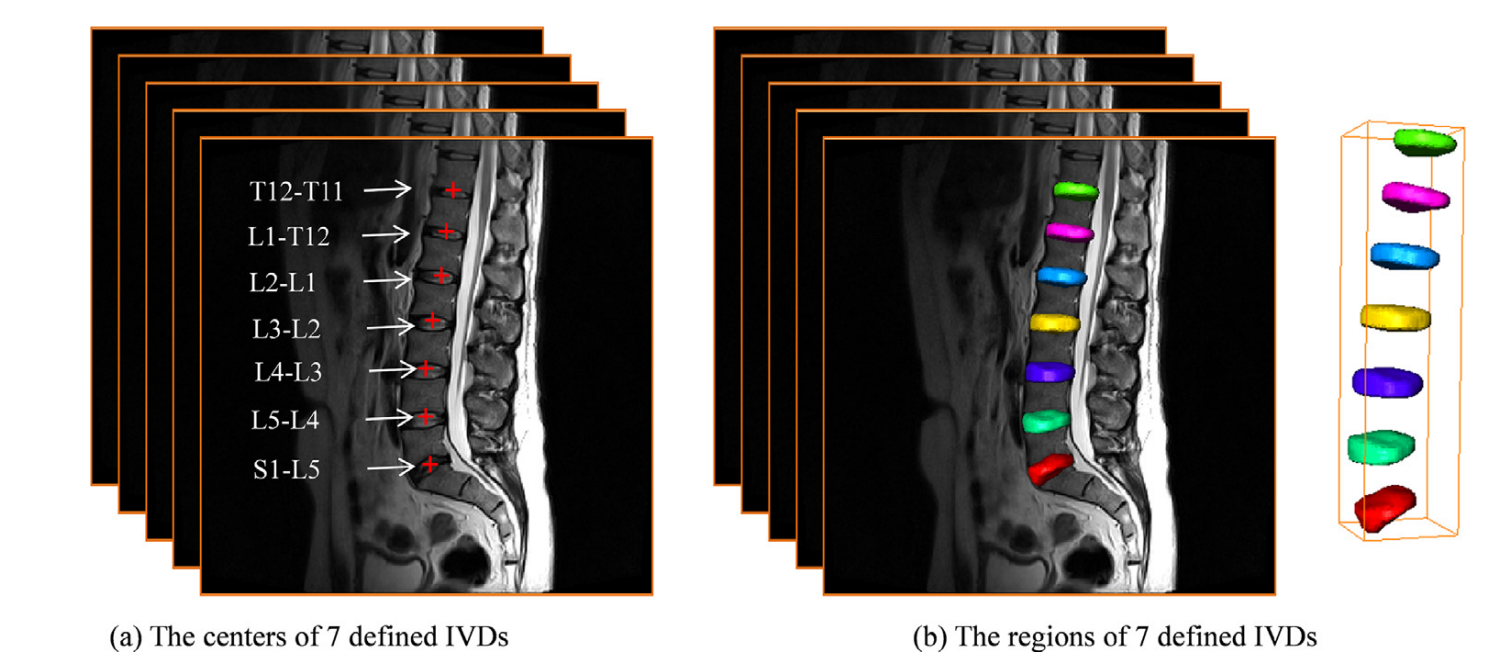 T12-T11
L1-T12
L2-L1
L3-L2
L4-L3
L5-L4
S1-L5
(a) The centers of 7 defined IVDs
(b) The regions of 7 defined IVDs